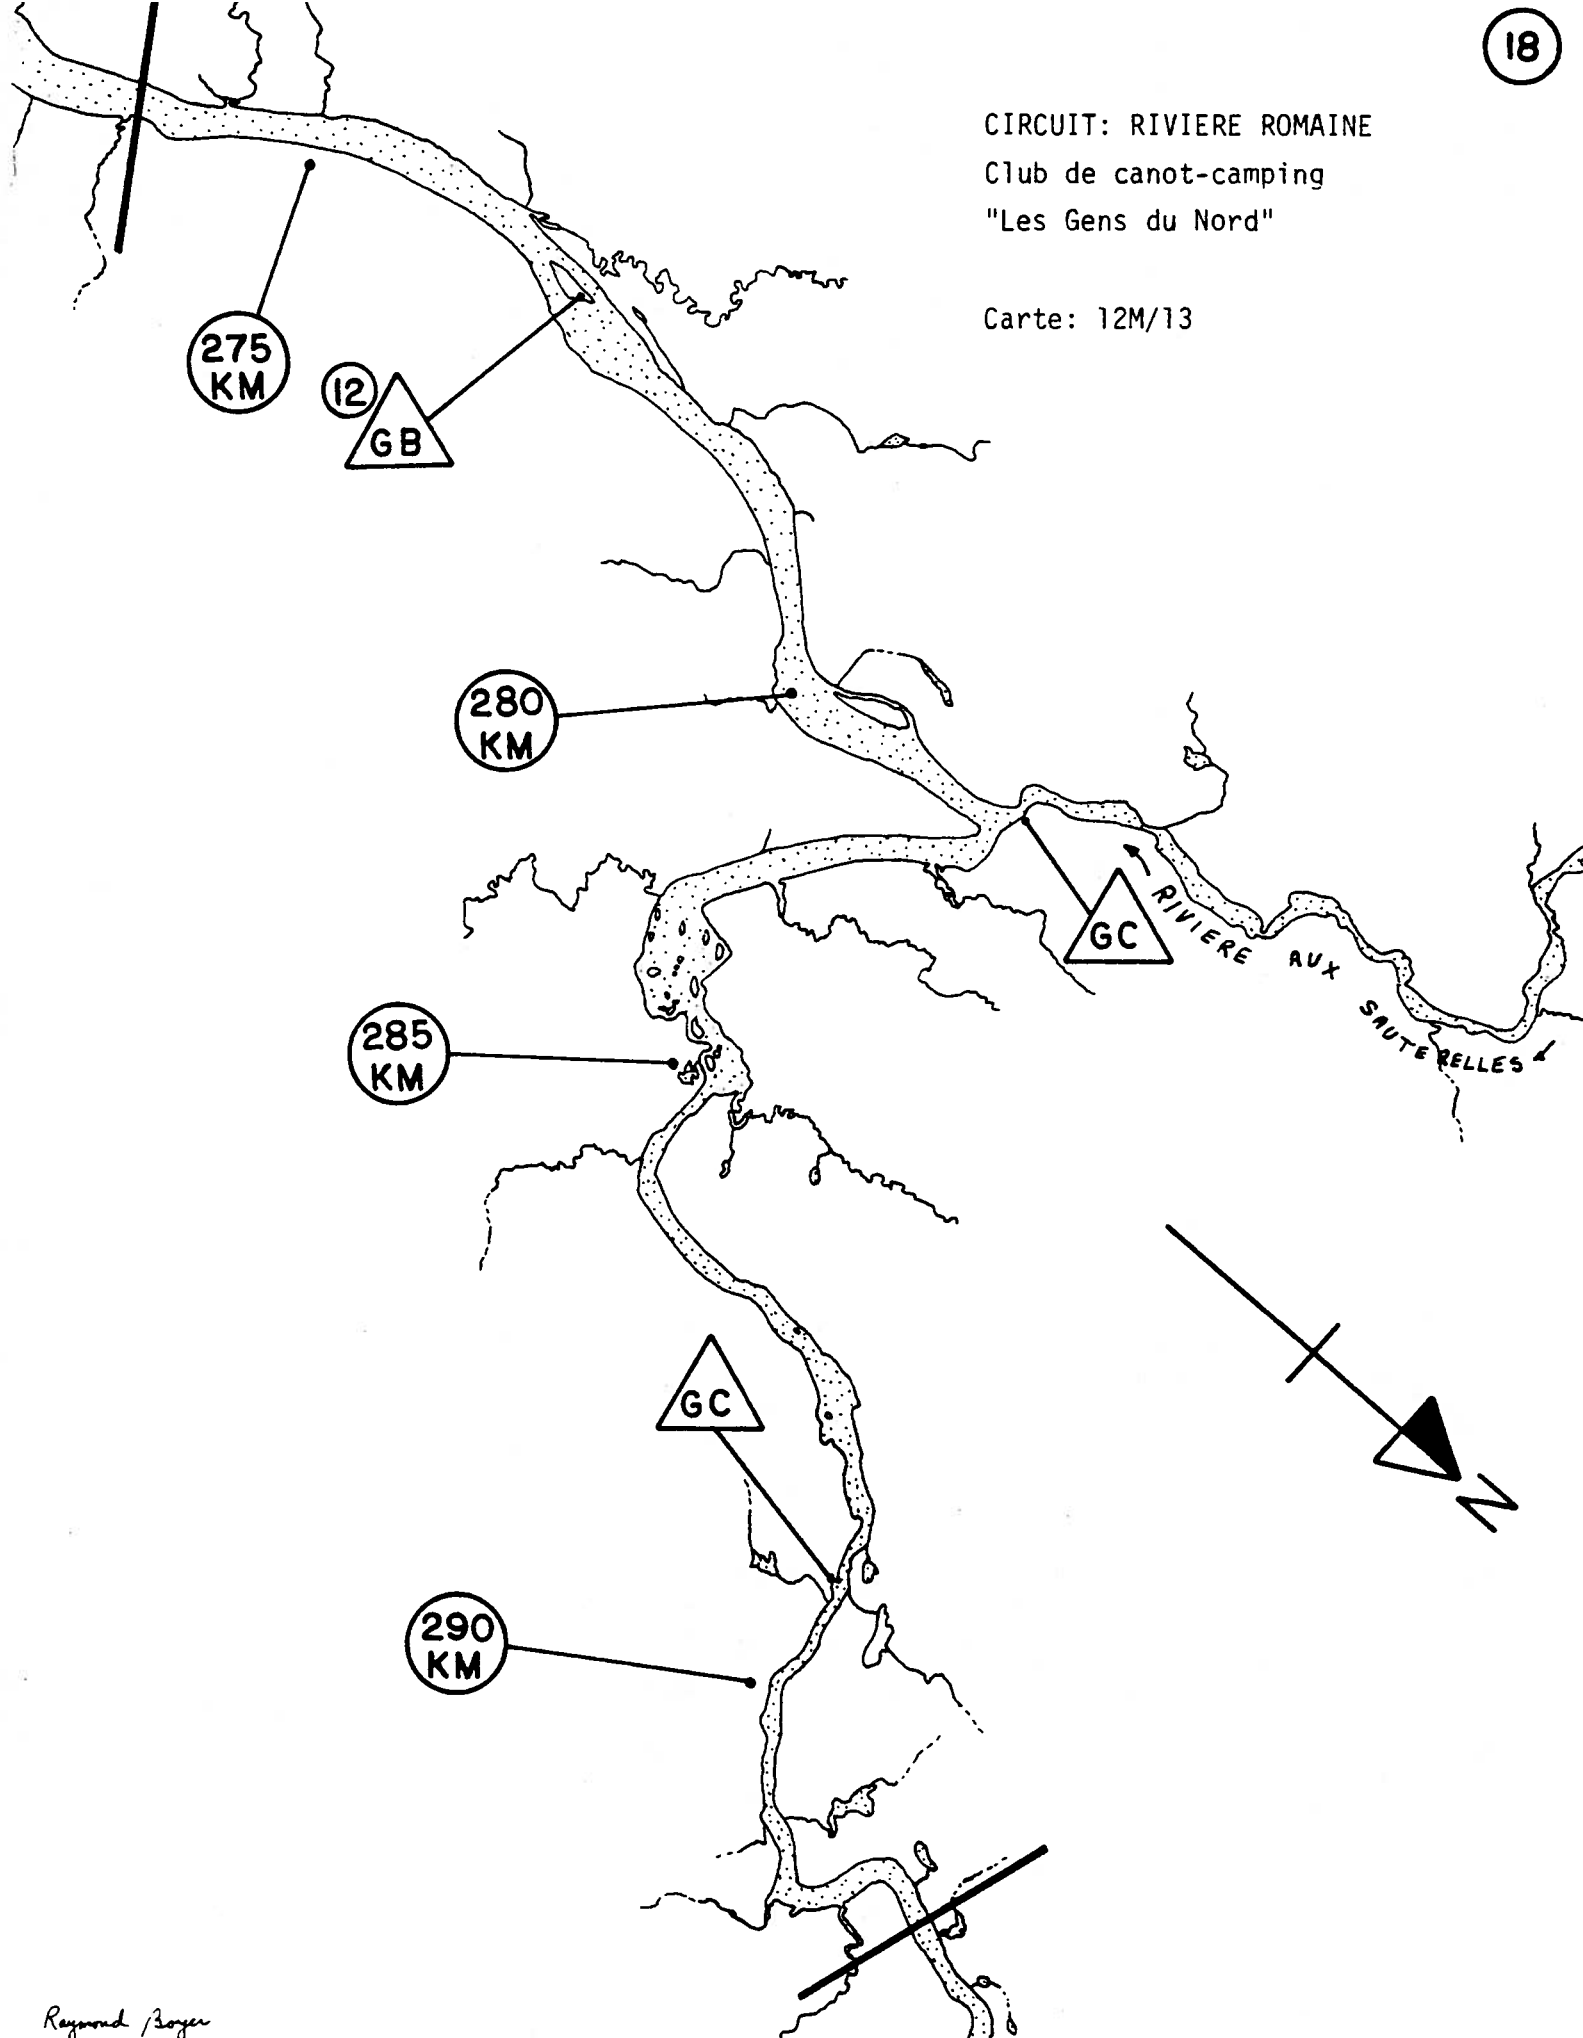 18
CIRCUIT: RIVIERE ROMAINE
Club de canot-camping
"Les Gens du Nord"
Carte: 12M/13
275
KM
12
GB
280
KM
GC
RIVIERE AUX SAUTERELLES
285
KM
GC
N
290
KM
Raymond Boyer